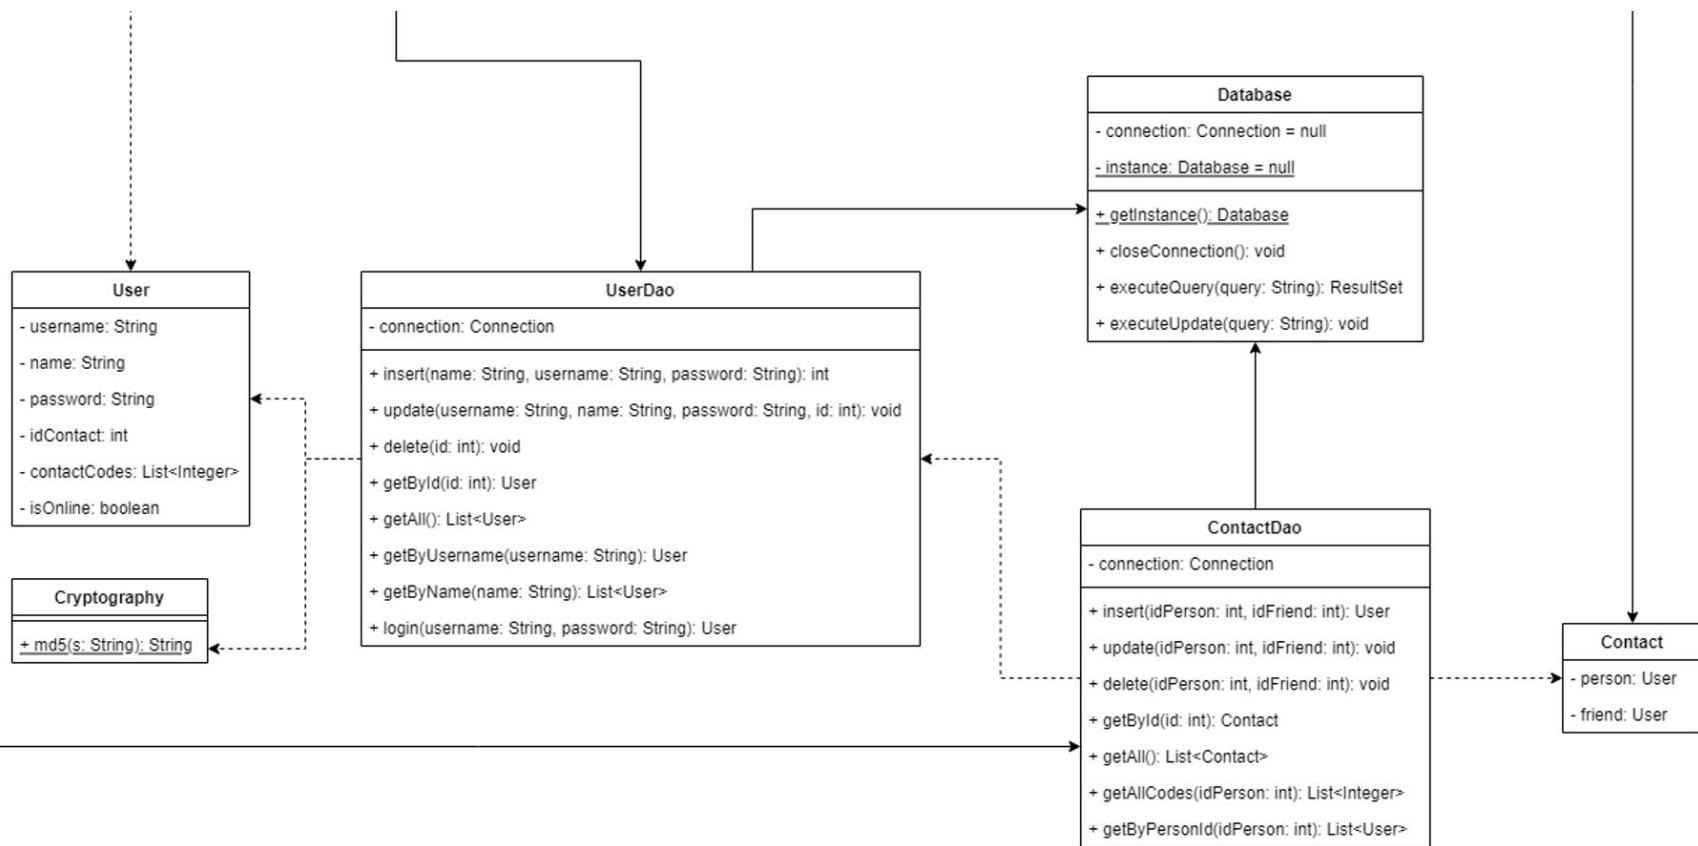 Database
- connection: Connection = null
- instance: Database = null
+ getInstance(): Database
+ closeConnection(): void
+ executeQuery(query: String): ResultSet
+ executeUpdate(query: String): void
User
- username: String
- name: String
- password: String
- idContact: int
- contactCodes: List<Integer>
- isOnline: boolean
UserDao
- connection: Connection
+ insert(name: String, username: String, password: String): int
+ update(username: String, name: String, password: String, id: int): void
+ delete(id: int): void
+ getById(id: int): User
+ getAll(): List<User>
+ getByUsername(username: String): User
+ getByName(name: String): List<User>
+ login(username: String, password: String): User
Cryptography
+ md5(s: String): String
ContactDao
- connection: Connection
+ insert(idPerson: int, idFriend: int): User
+ update(idPerson: int, idFriend: int): void
+ delete(idPerson: int, idFriend: int): void
+ getById(id: int): Contact
+ getAll(): List<Contact>
+ getAllCodes(idPerson: int): List<Integer>
+ getByPersonId(idPerson: int): List<User>
Contact
- person: User
- friend: User